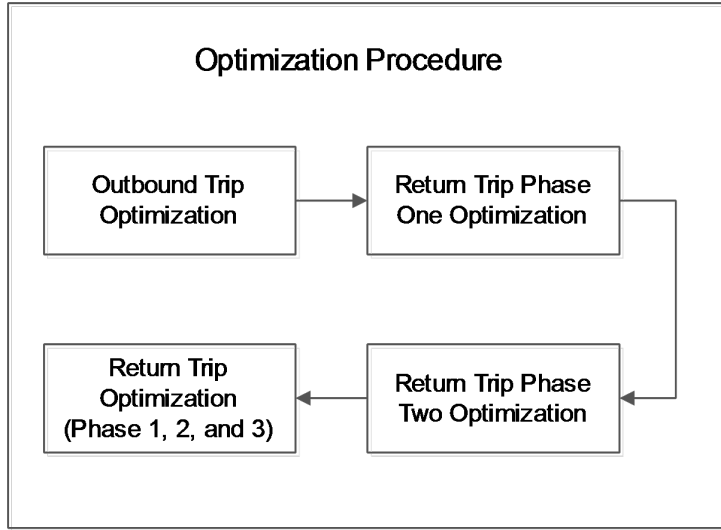 Optimization Procedure
Outbound Trip
Optimization
Return Trip Phase
One Optimization
Return Trip Phase
Two Optimization
Return Trip
Optimization
(Phase 1, 2, and 3)